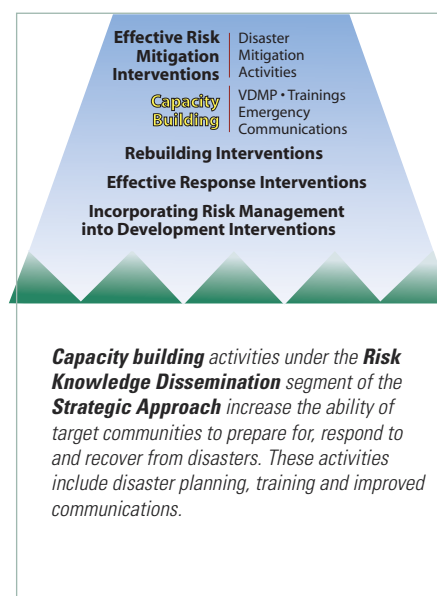 Effective Risk
Mitigation
Interventions
Disaster
Mitigation
Activities
Capacity
Building
VDMP • Trainings
Emergency
Communications
Rebuilding Interventions
Effective Response Interventions
Incorporating Risk Management
into Development Interventions
Capacity building activities under the Risk
Knowledge Dissemination segment of the
Strategic Approach increase the ability of
target communities to prepare for, respond to
and recover from disasters. These activities
include disaster planning, training and improved
communications.